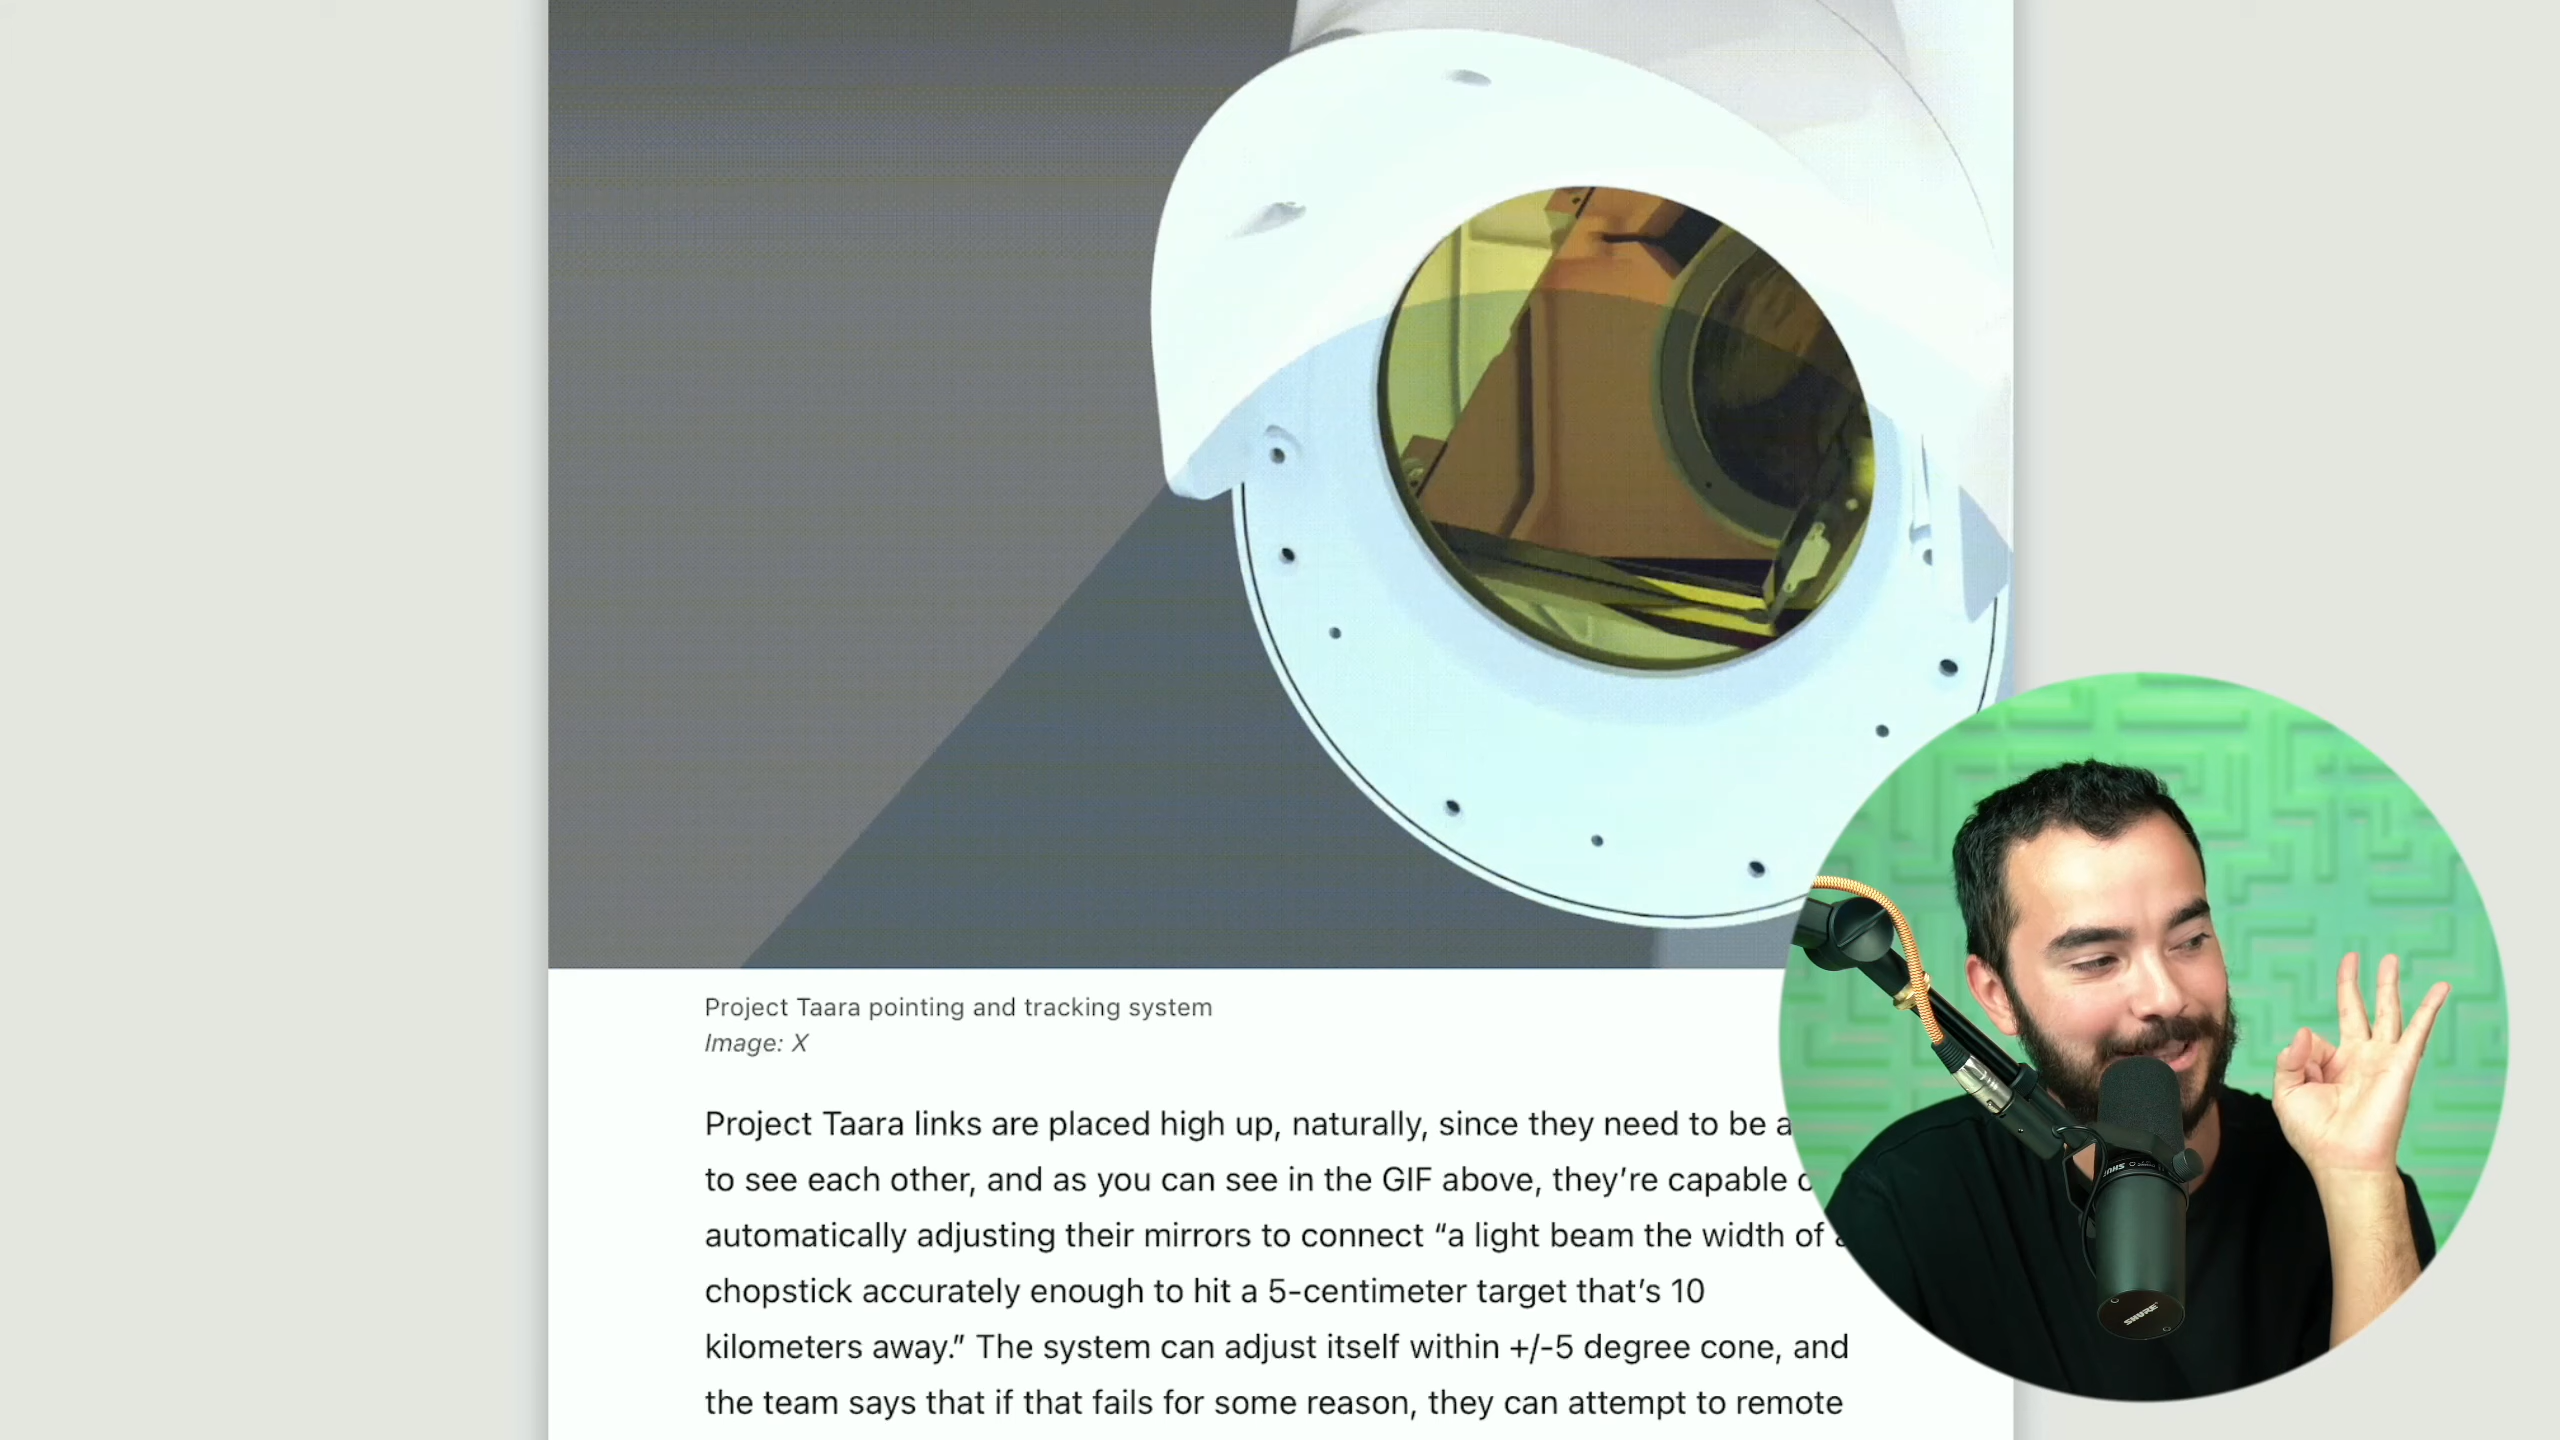 Project Taara pointing and tracking system
Image: X
Project Taara links are placed high up, naturally, since they need to be
to see each other, and as you can see in the GIF above, they’re capable
automatically adjusting their mirrors to connect “a light beam the width of
chopstick accurately enough to hit a 5-centimeter target that’s 10
kilometers away.” The system can adjust itself within +/-5 degree cone, and
the team says that if that fails for some reason, they can attempt to remote
SHURE